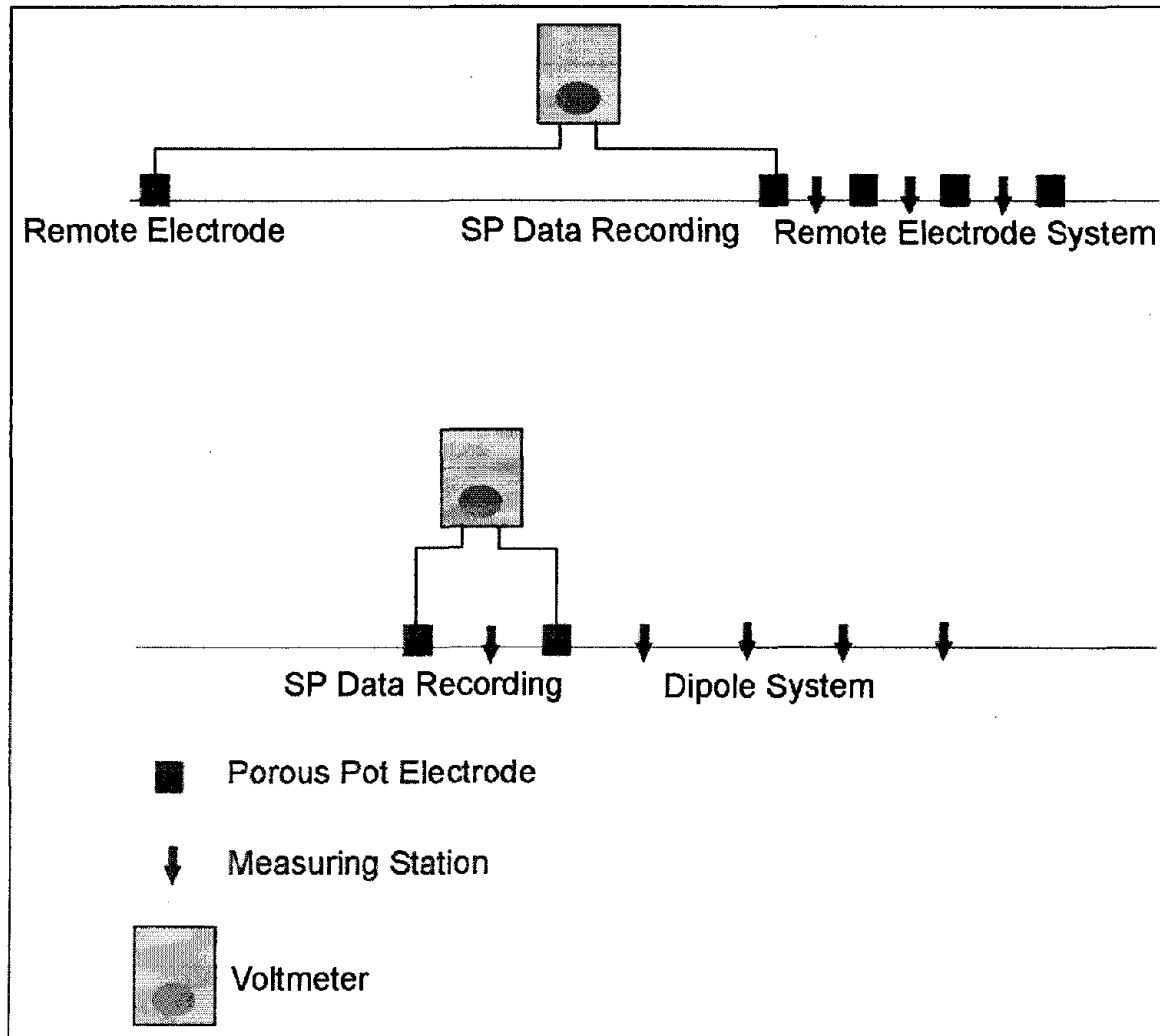 Remote Electrode
SP Data Recording
Remote Electrode System
SP Data Recording
Dipole System
Porous Pot Electrode
Measuring Station
Voltmeter